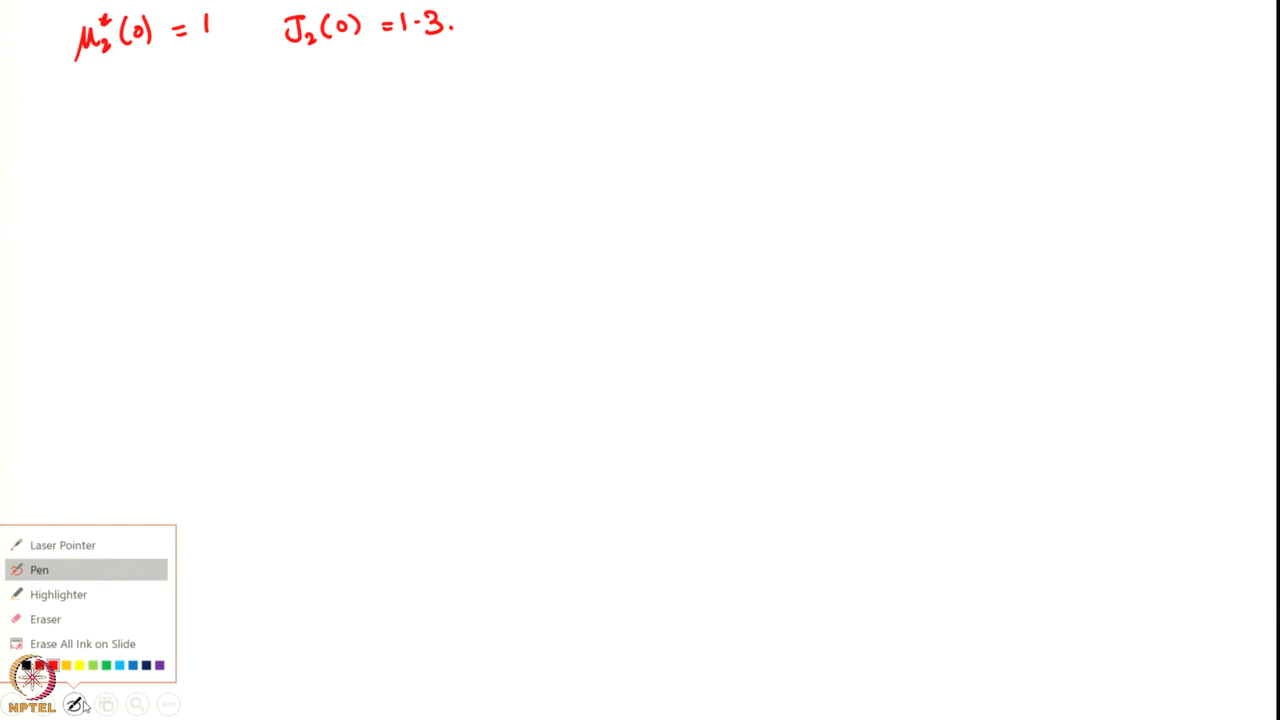 μ₂*(0) = 1 J₂(0) = 1·3.
Laser Pointer
Pen
Highlighter
Eraser
Erase All Ink on Slide
NPTEL